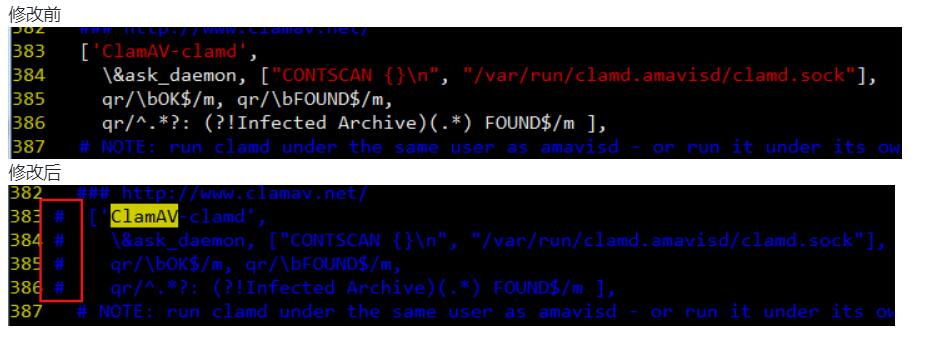 修改前
382 ### http://www.clamav.net/
383 ['ClamAV-clamd',
384 \&ask_daemon, ["CONTSCAN {}\n", "/var/run/clamd.amavisd/clamd.sock"],
385 qr/\bOK$/m, qr/\bFOUND$/m,
386 qr/^.*?: (?!Infected Archive)(.*) FOUND$/m ],
387 # NOTE: run clamd under the same user as amavisd - or run it under its ow
修改后
382 ### http://www.clamav.net/
383 # ['ClamAV-clamd',
384 # \&ask_daemon, ["CONTSCAN {}\n", "/var/run/clamd.amavisd/clamd.sock"],
385 # qr/\bOK$/m, qr/\bFOUND$/m,
386 # qr/^.*?: (?!Infected Archive)(.*) FOUND$/m ],
387 # NOTE: run clamd under the same user as amavisd - or run it under its ow